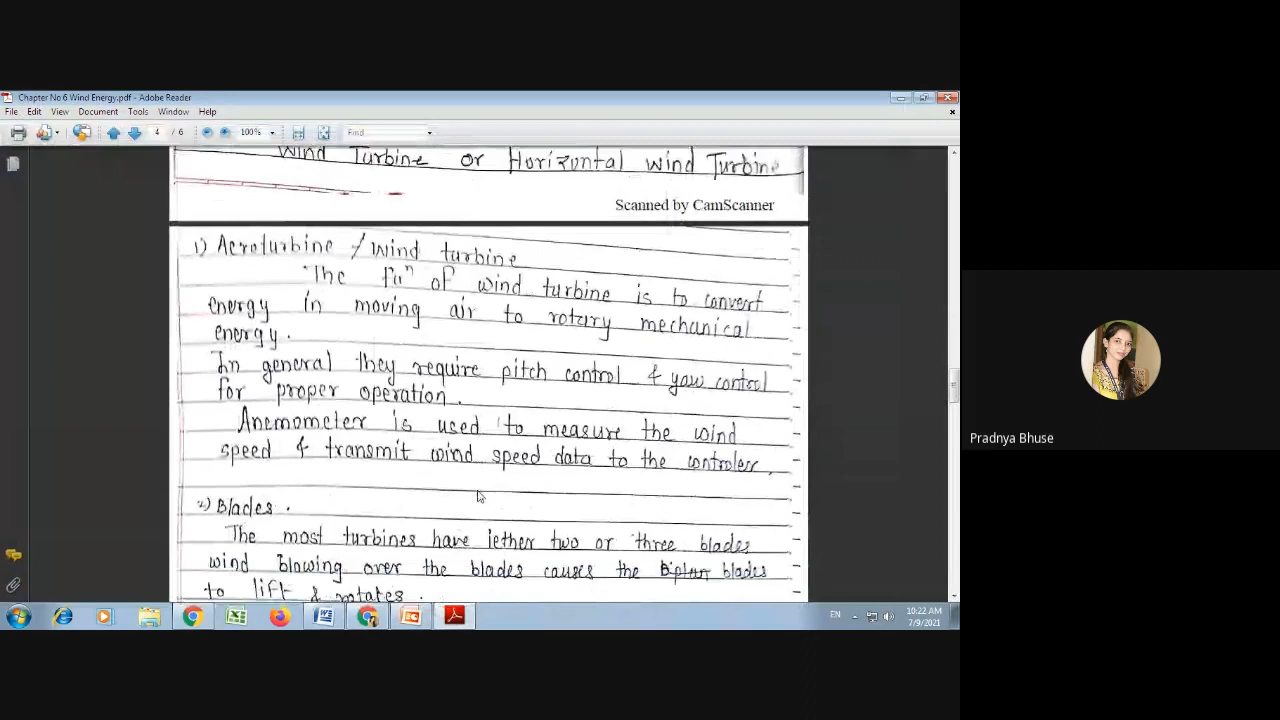 Chapter No 6 Wind Energy.pdf - Adobe Reader
File Edit View Document Tools Window Help
4 / 6 100% Find
Wind Turbine or Horizontal wind Turbine
Scanned by CamScanner
1) Aeroturbine / wind turbine
The fuⁿ of wind turbine is to convert
energy in moving air to rotary mechanical
energy.
In general they require pitch control & yaw control
for proper operation.
Anemometer is used to measure the wind
speed & transmit wind speed data to the controler.
2) Blades.
The most turbines have iether two or three blades
wind blowing over the blades causes the blades
to lift & rotates.
Pradnya Bhuse
EN 10:22 AM
7/9/2021